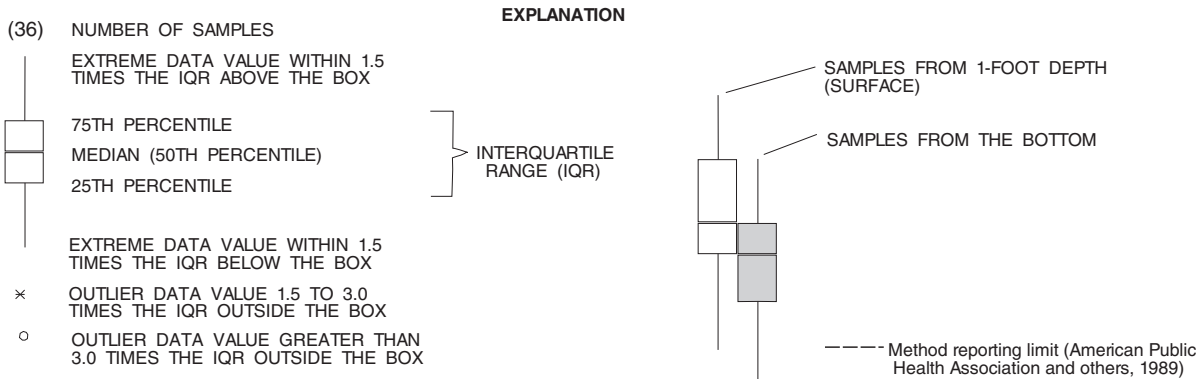 EXPLANATION
(36) NUMBER OF SAMPLES
EXTREME DATA VALUE WITHIN 1.5
TIMES THE IQR ABOVE THE BOX
75TH PERCENTILE
MEDIAN (50TH PERCENTILE)
25TH PERCENTILE
INTERQUARTILE
RANGE (IQR)
EXTREME DATA VALUE WITHIN 1.5
TIMES THE IQR BELOW THE BOX
OUTLIER DATA VALUE 1.5 TO 3.0
TIMES THE IQR OUTSIDE THE BOX
OUTLIER DATA VALUE GREATER THAN
3.0 TIMES THE IQR OUTSIDE THE BOX
SAMPLES FROM 1-FOOT DEPTH
(SURFACE)
SAMPLES FROM THE BOTTOM
Method reporting limit (American Public
Health Association and others, 1989)